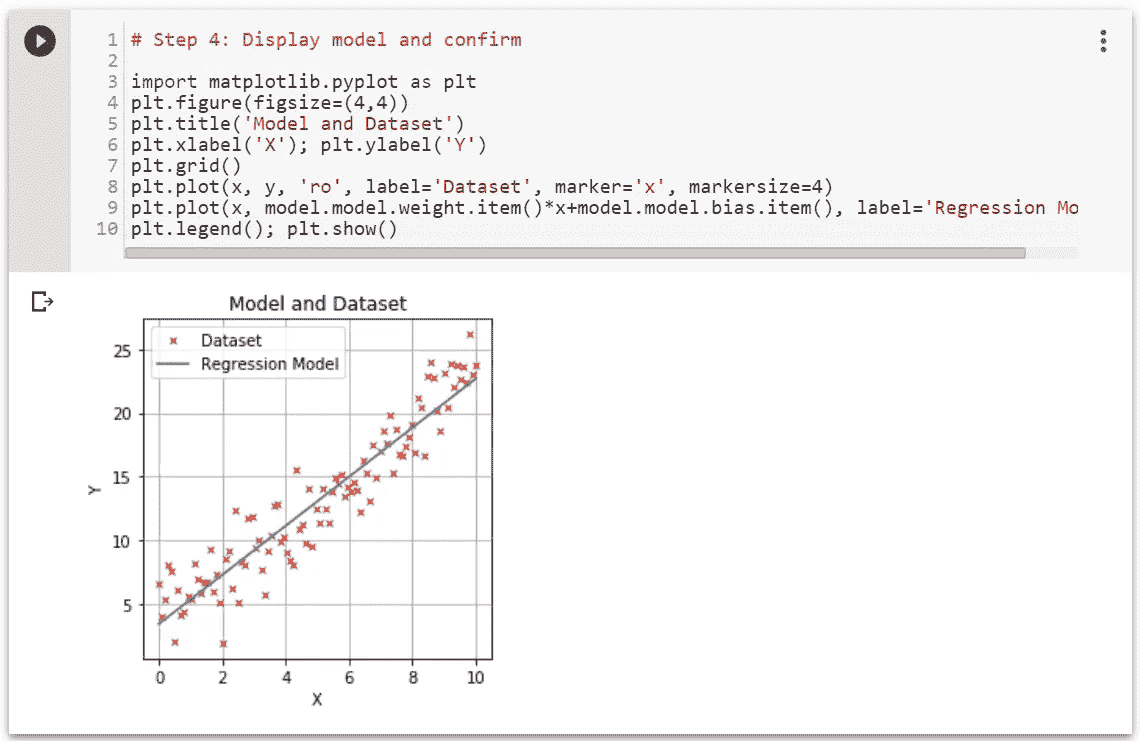 1 # Step 4: Display model and confirm
2
3 import matplotlib.pyplot as plt
4 plt.figure(figsize=(4,4))
5 plt.title('Model and Dataset')
6 plt.xlabel('X'); plt.ylabel('Y')
7 plt.grid()
8 plt.plot(x, y, 'ro', label='Dataset', marker='x', markersize=4)
9 plt.plot(x, model.model.weight.item()*x+model.model.bias.item(), label='Regression Mo
10 plt.legend(); plt.show()
Model and Dataset
Dataset
Regression Model
25
20
15
10
5
Y
0 2 4 6 8 10
X